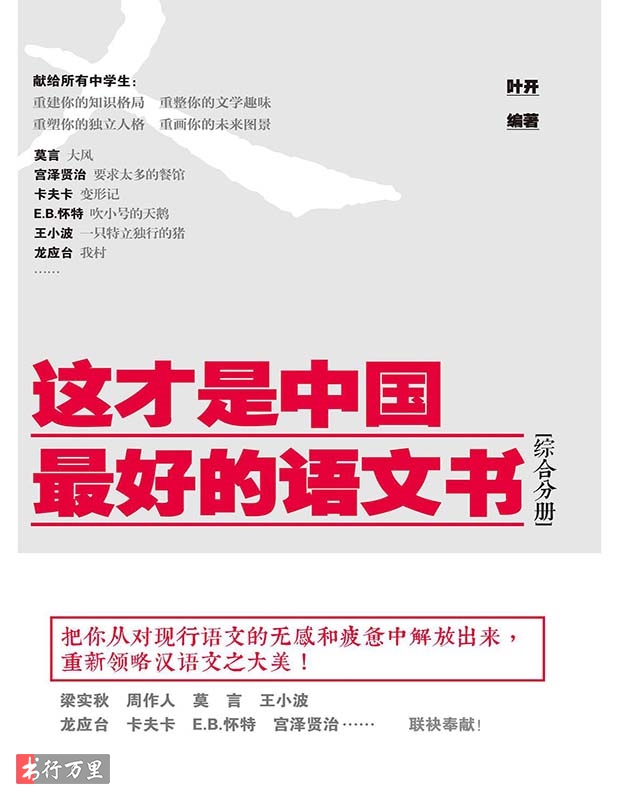 献给所有中学生：
重建你的知识格局　重整你的文学趣味
重塑你的独立人格　重画你的未来图景
莫言 大风
宫泽贤治 要求太多的餐馆
卡夫卡 变形记
E.B.怀特 吹小号的天鹅
王小波 一只特立独行的猪
龙应台 我村
……
叶开
编著
这才是中国
最好的语文书
[综合分册]
把你从对现行语文的无感和疲惫中解放出来，
重新领略汉语文之大美！
梁实秋　周作人　莫　言　王小波
龙应台　卡夫卡　E.B.怀特　宫泽贤治……　联袂奉献！
书行万里